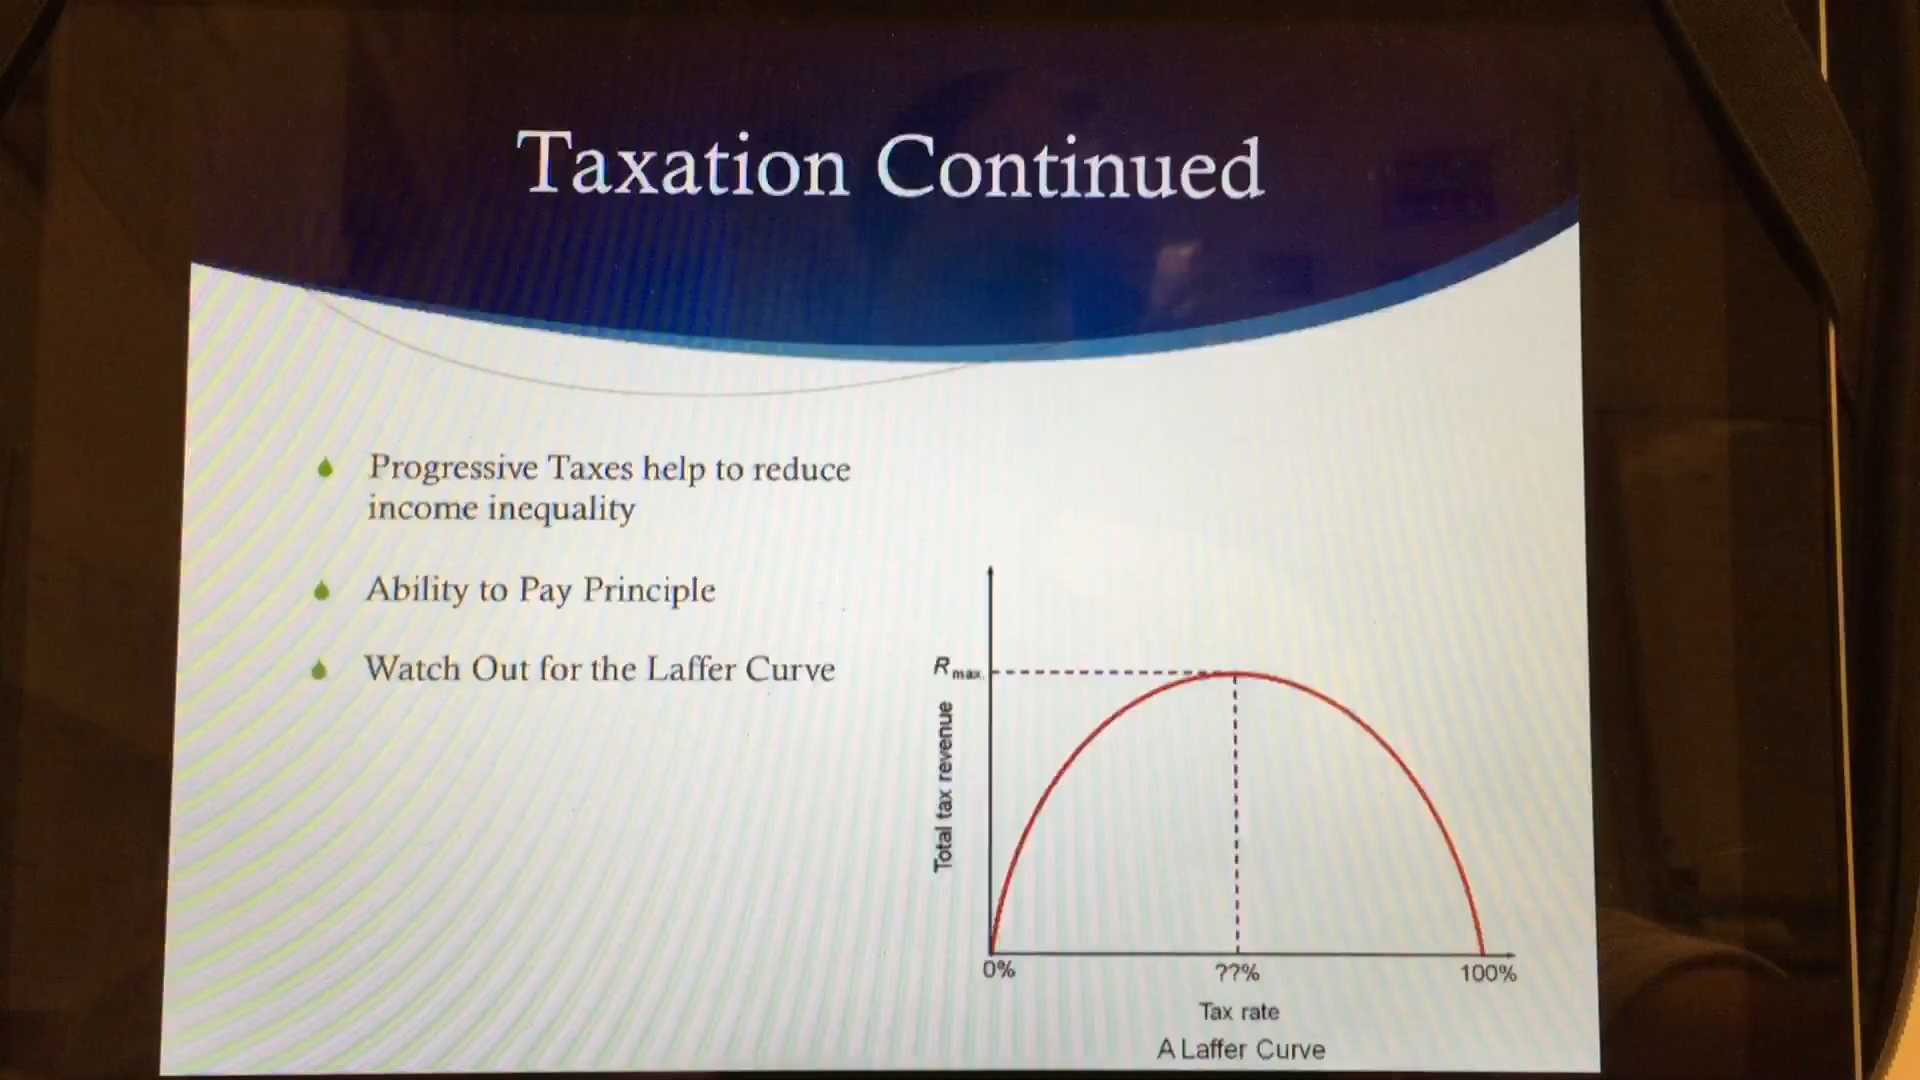 Taxation Continued
Progressive Taxes help to reduce
income inequality
Ability to Pay Principle
Watch Out for the Laffer Curve
R max.
Total tax revenue
0%
??%
100%
Tax rate
A Laffer Curve